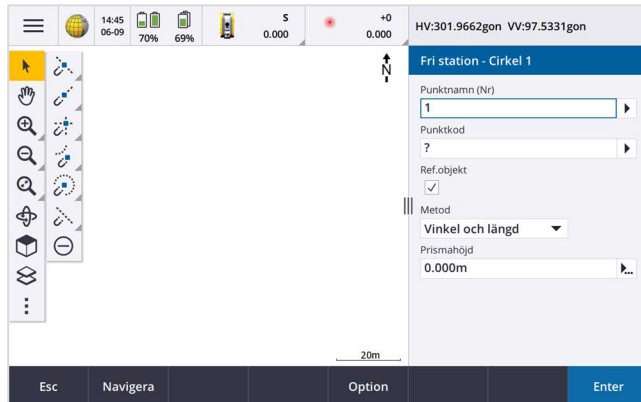 14:45
06-09
70%
69%
S
0.000
+0
0.000
HV:301.9662gon VV:97.5331gon
N
Fri station - Cirkel 1
Punktnamn (Nr)
1
Punktkod
?
Ref.objekt
Metod
Vinkel och längd
Prismahöjd
0.000m
20m
Esc
Navigera
Option
Enter